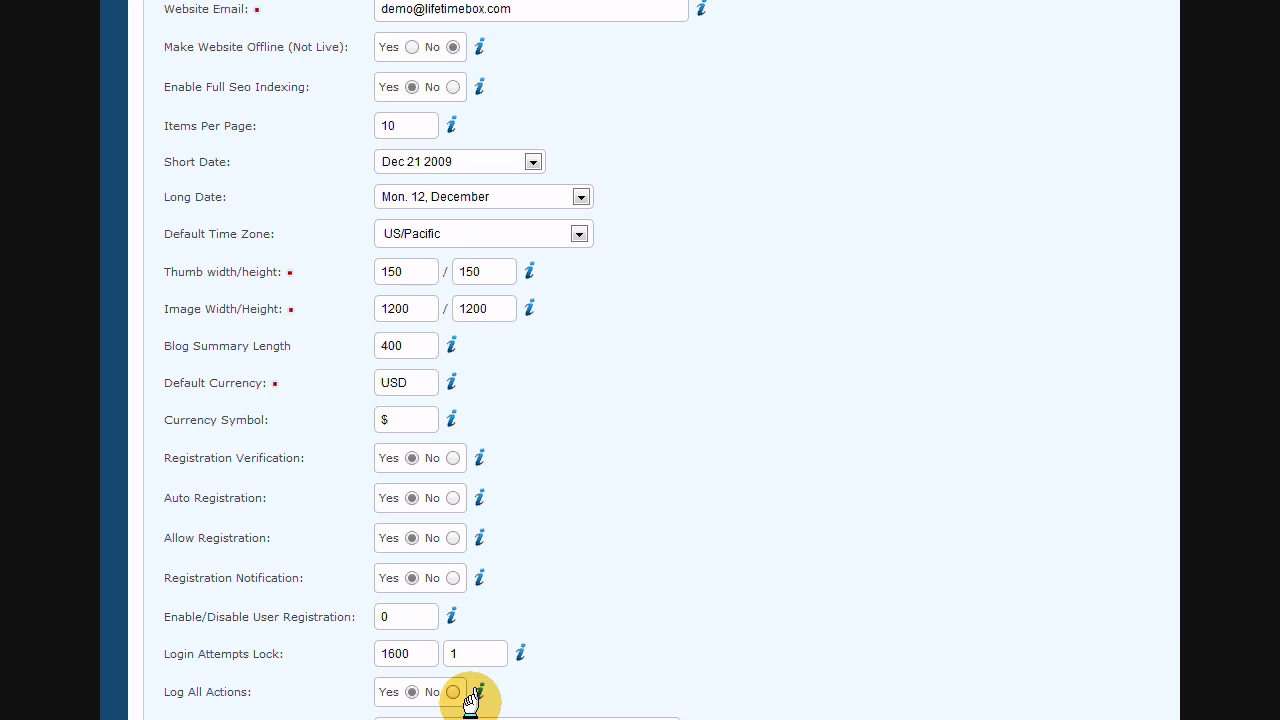 Website Email: demo@lifetimebox.com
Make Website Offline (Not Live): Yes No
Enable Full Seo Indexing: Yes No
Items Per Page: 10
Short Date: Dec 21 2009
Long Date: Mon. 12, December
Default Time Zone: US/Pacific
Thumb width/height: 150 / 150
Image Width/Height: 1200 / 1200
Blog Summary Length 400
Default Currency: USD
Currency Symbol: $
Registration Verification: Yes No
Auto Registration: Yes No
Allow Registration: Yes No
Registration Notification: Yes No
Enable/Disable User Registration: 0
Login Attempts Lock: 1600 1
Log All Actions: Yes No